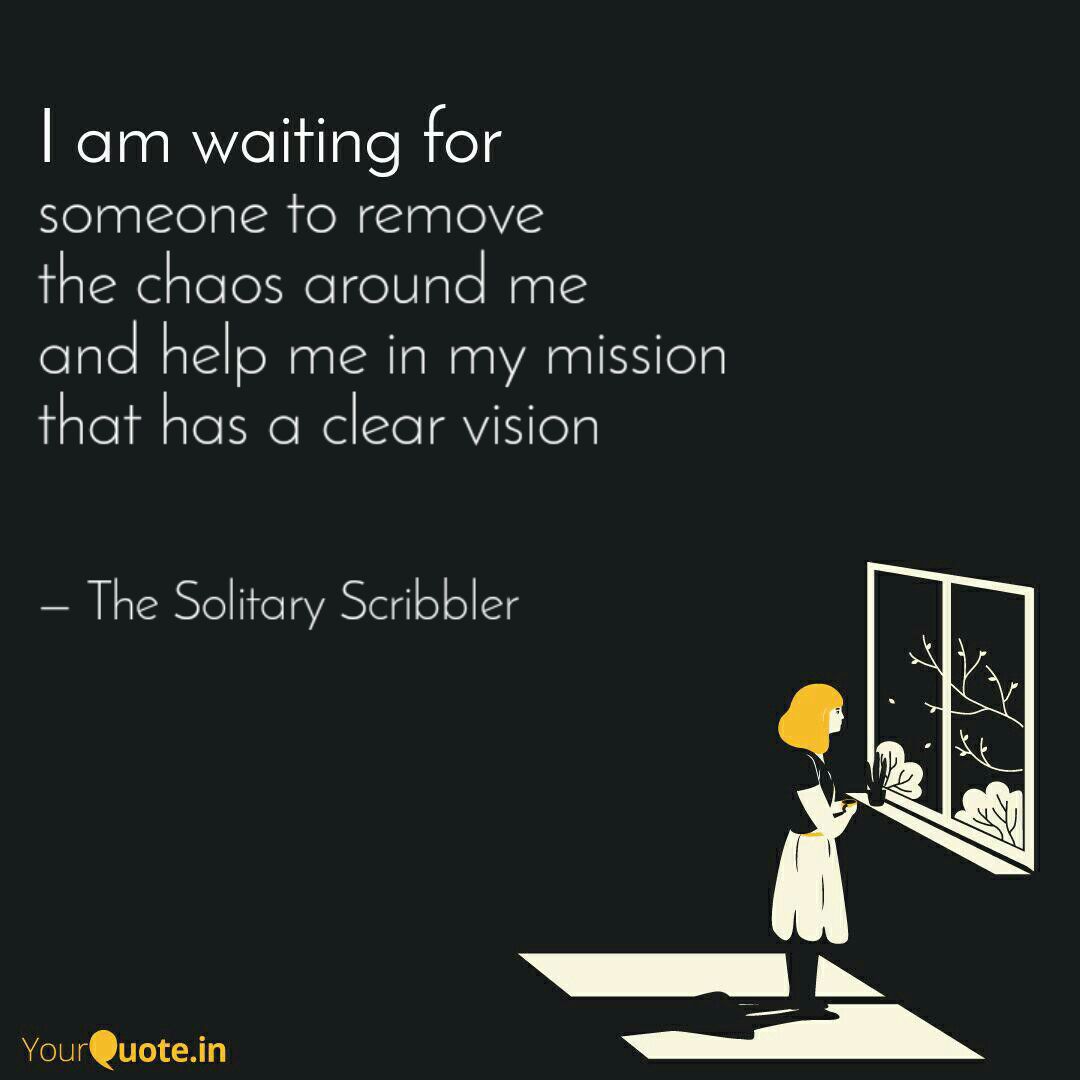 I am waiting for
someone to remove
the chaos around me
and help me in my mission
that has a clear vision
– The Solitary Scribbler
YourQuote.in